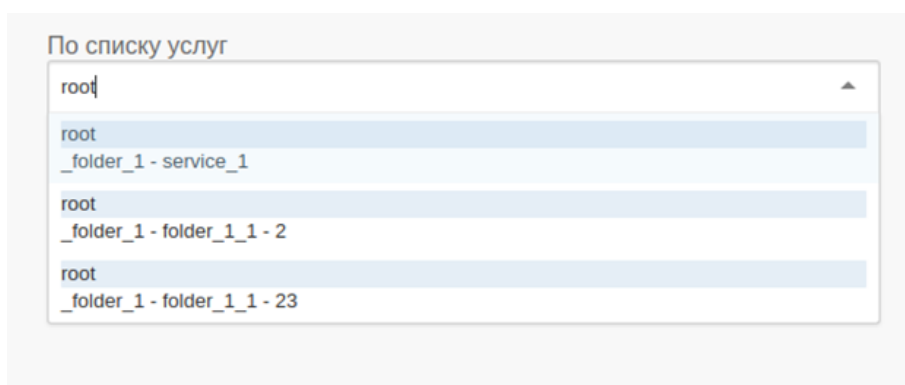 По списку услуг
root
root
_folder_1 - service_1
root
_folder_1 - folder_1_1 - 2
root
_folder_1 - folder_1_1 - 23